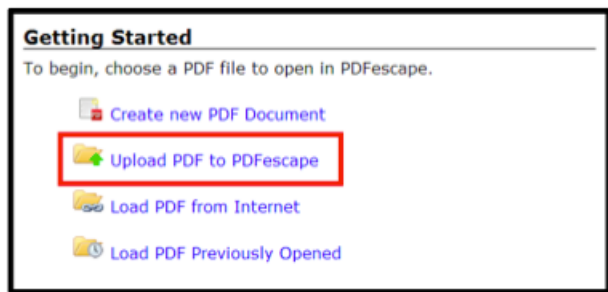 Getting Started
To begin, choose a PDF file to open in PDFescape.
Create new PDF Document
Upload PDF to PDFescape
Load PDF from Internet
Load PDF Previously Opened